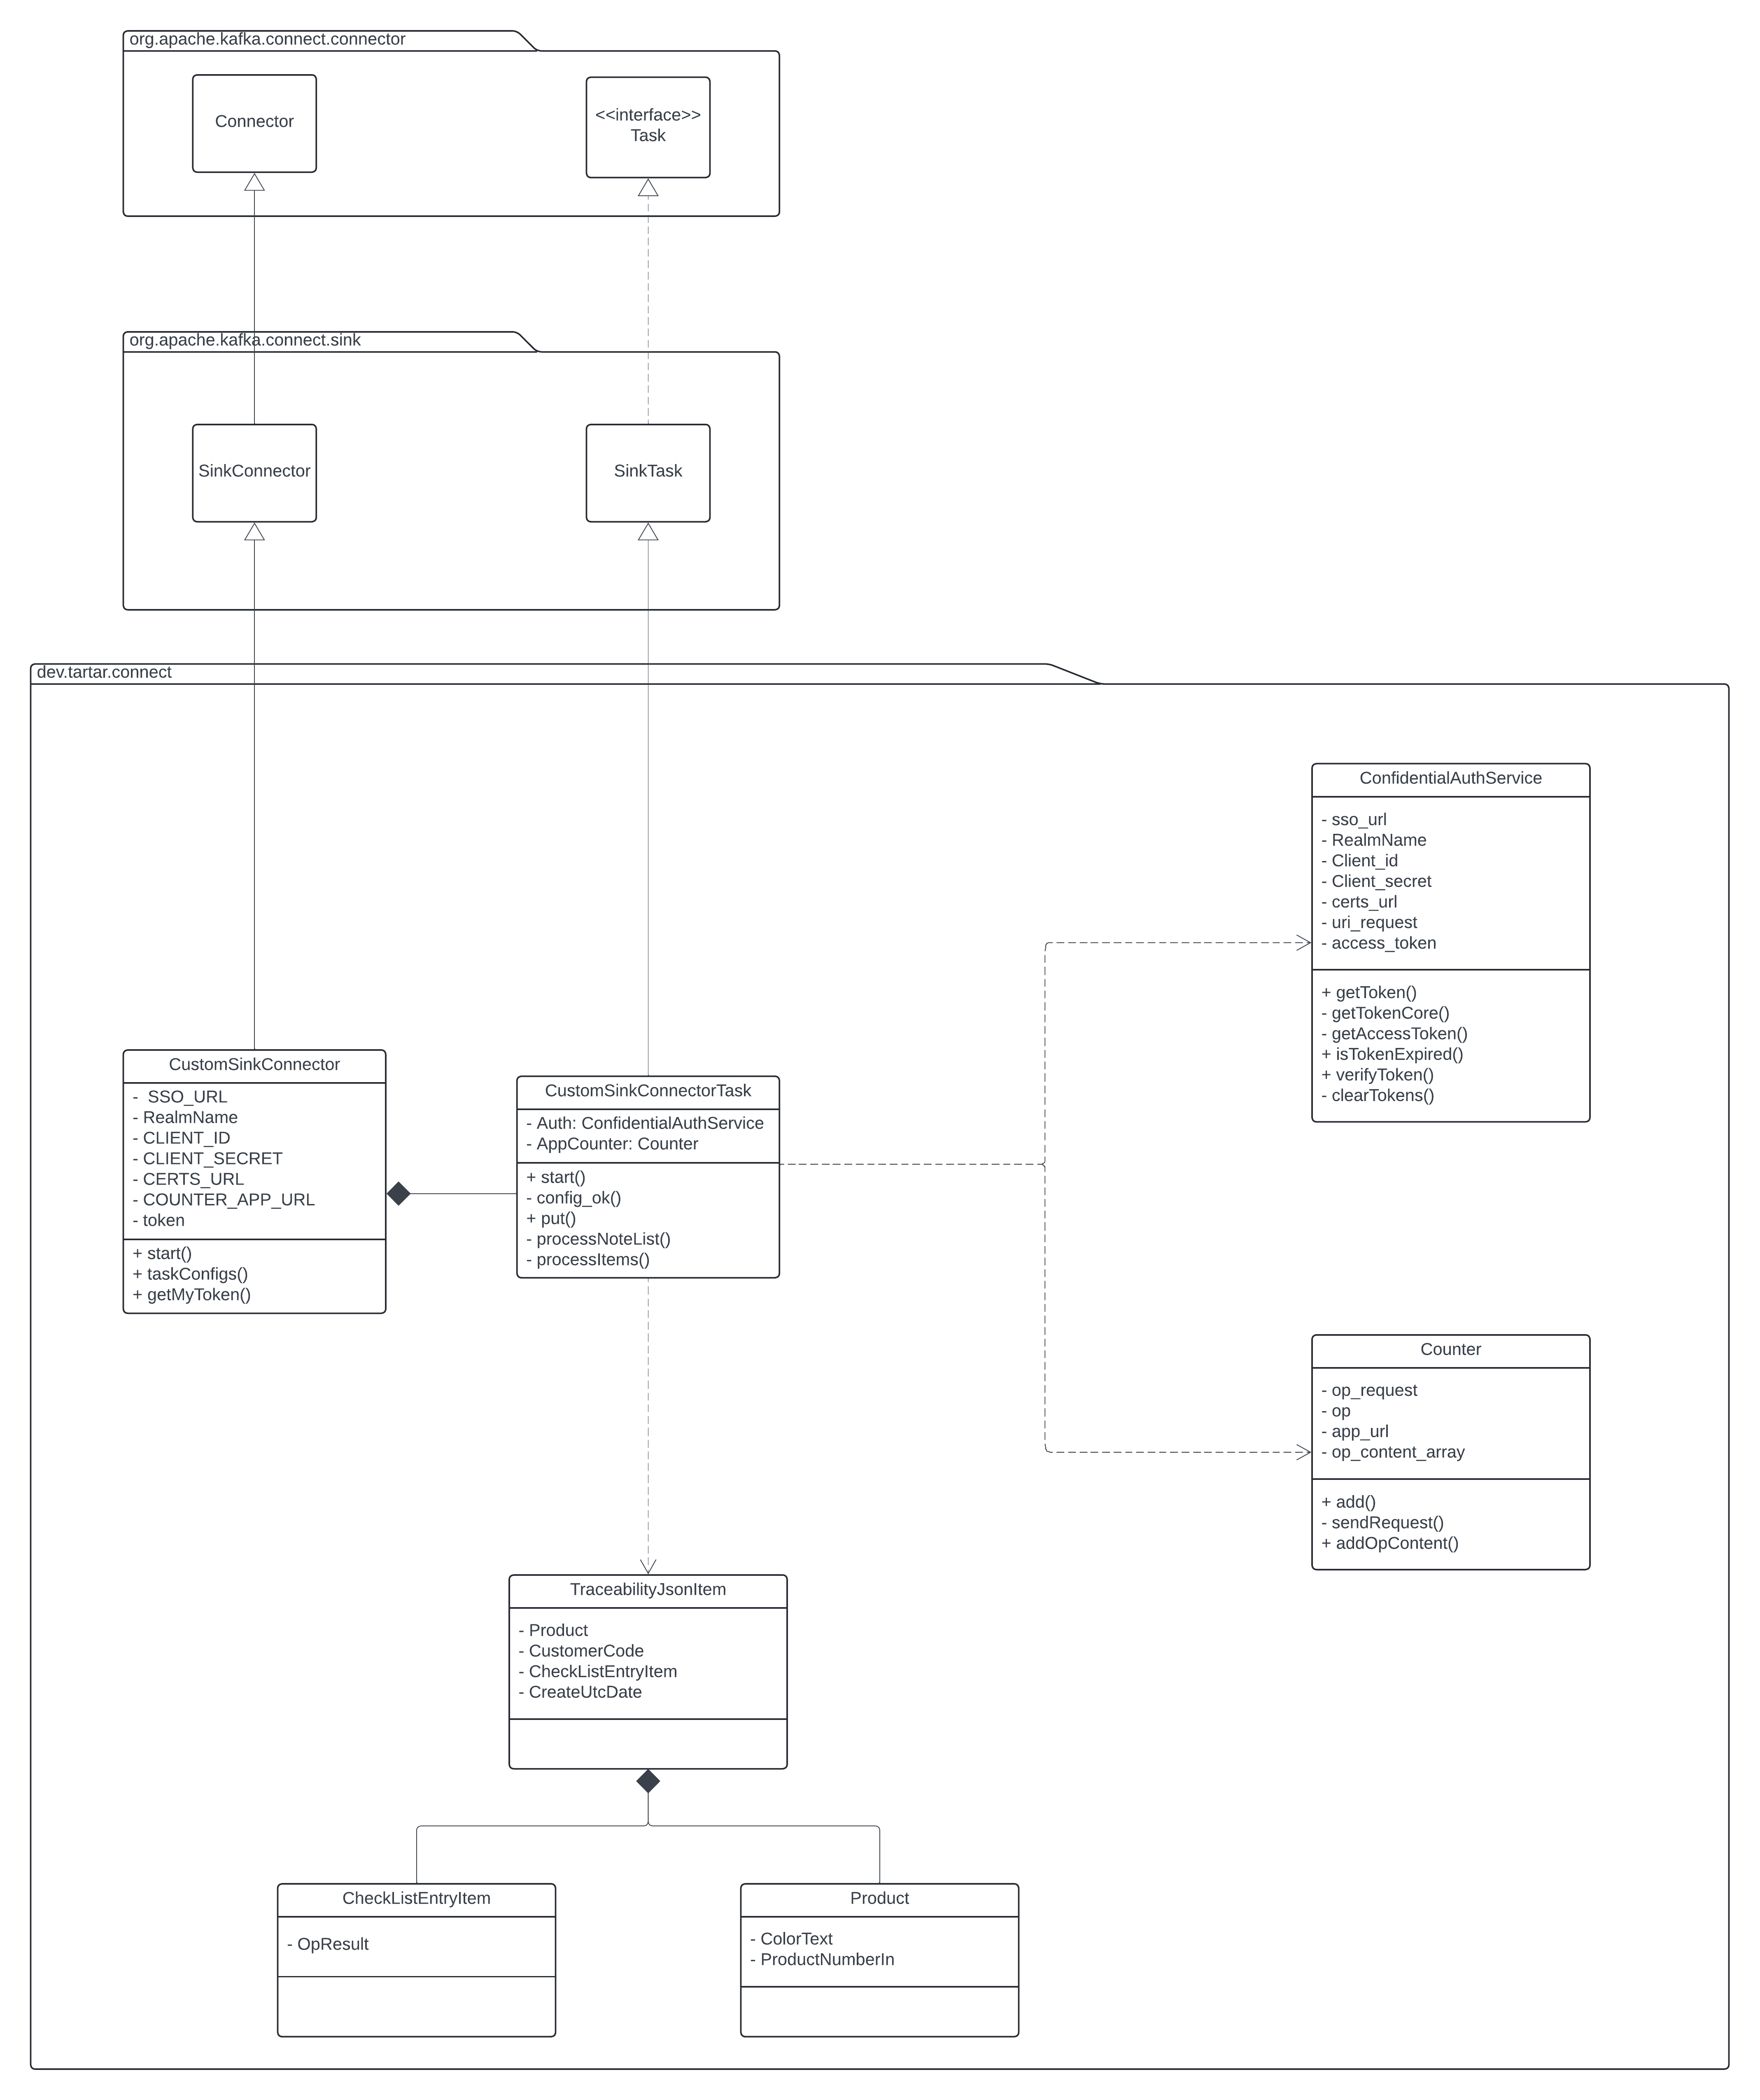 org.apache.kafka.connect.connector
Connector
<<interface>>
Task
org.apache.kafka.connect.sink
SinkConnector
SinkTask
dev.tartar.connect
ConfidentialAuthService
- sso_url
- RealmName
- Client_id
- Client_secret
- certs_url
- uri_request
- access_token
+ getToken()
- getTokenCore()
- getAccessToken()
+ isTokenExpired()
+ verifyToken()
- clearTokens()
CustomSinkConnector
- SSO_URL
- RealmName
- CLIENT_ID
- CLIENT_SECRET
- CERTS_URL
- COUNTER_APP_URL
- token
+ start()
+ taskConfigs()
+ getMyToken()
CustomSinkConnectorTask
- Auth: ConfidentialAuthService
- AppCounter: Counter
+ start()
- config_ok()
+ put()
- processNoteList()
- processItems()
Counter
- op_request
- op
- app_url
- op_content_array
+ add()
- sendRequest()
+ addOpContent()
TraceabilityJsonItem
- Product
- CustomerCode
- CheckListEntryItem
- CreateUtcDate
CheckListEntryItem
- OpResult
Product
- ColorText
- ProductNumberIn